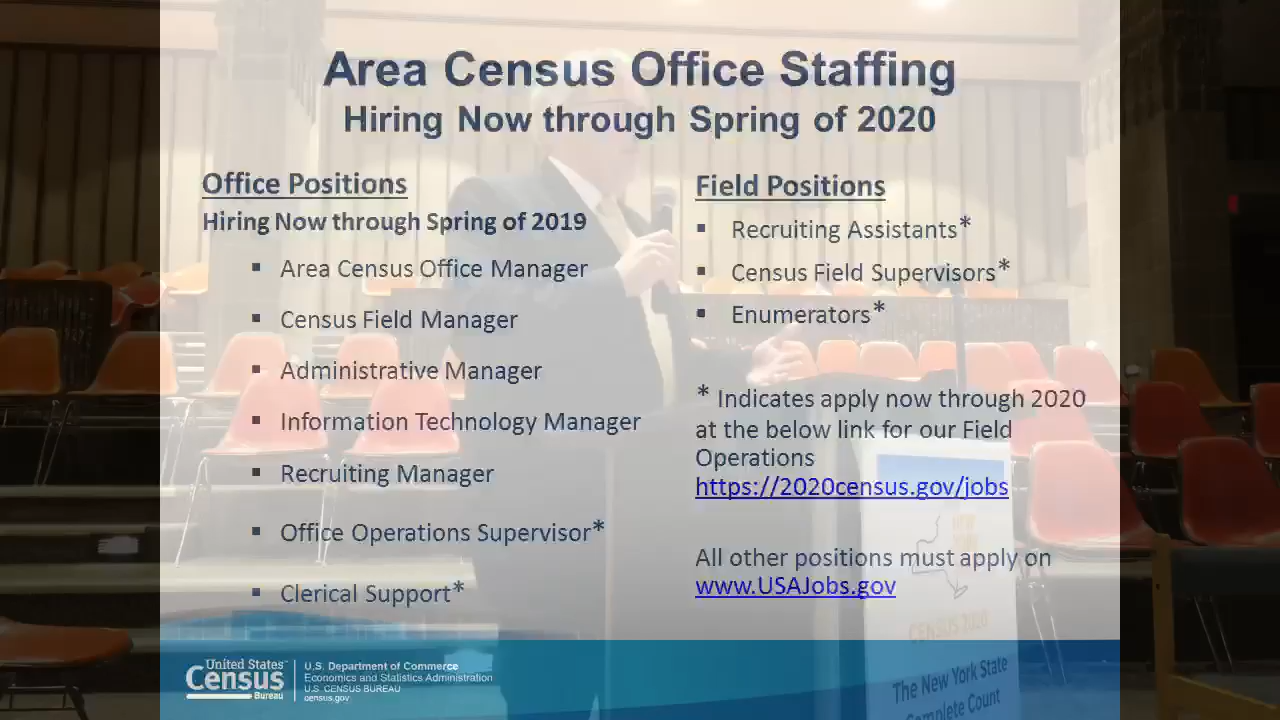 Area Census Office Staffing
Hiring Now through Spring of 2020
Office Positions
Hiring Now through Spring of 2019
▪ Area Census Office Manager
▪ Census Field Manager
▪ Administrative Manager
▪ Information Technology Manager
▪ Recruiting Manager
▪ Office Operations Supervisor*
▪ Clerical Support*
Field Positions
▪ Recruiting Assistants*
▪ Census Field Supervisors*
▪ Enumerators*
* Indicates apply now through 2020
at the below link for our Field
Operations
https://2020census.gov/jobs
All other positions must apply on
www.USAJobs.gov
United States
Census
Bureau
U.S. Department of Commerce
Economics and Statistics Administration
U.S. CENSUS BUREAU
census.gov
CENSUS 2020
The New York State
Complete Count